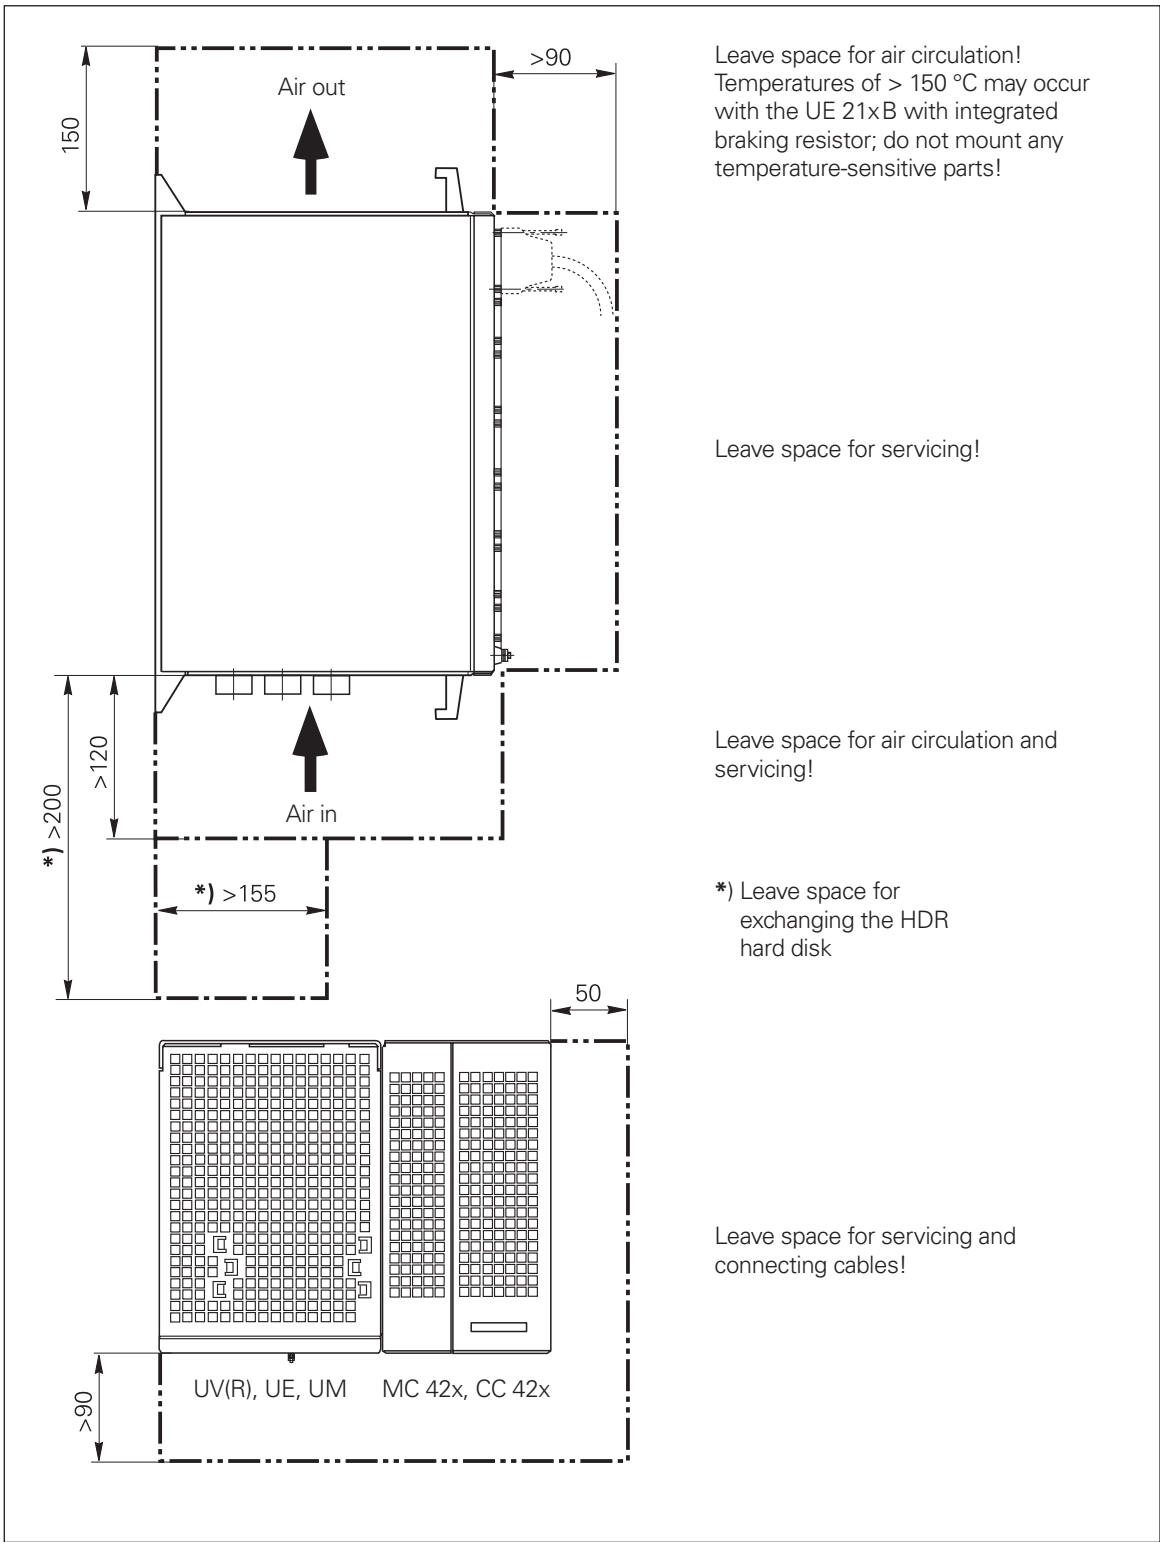 >90
Leave space for air circulation!
Temperatures of > 150 °C may occur
with the UE 21xB with integrated
braking resistor; do not mount any
temperature-sensitive parts!
Air out
150
Leave space for servicing!
Leave space for air circulation and
servicing!
>120
*) >200
Air in
*) >155
*) Leave space for
exchanging the HDR
hard disk
50
Leave space for servicing and
connecting cables!
UV(R), UE, UM
MC 42x, CC 42x
>90